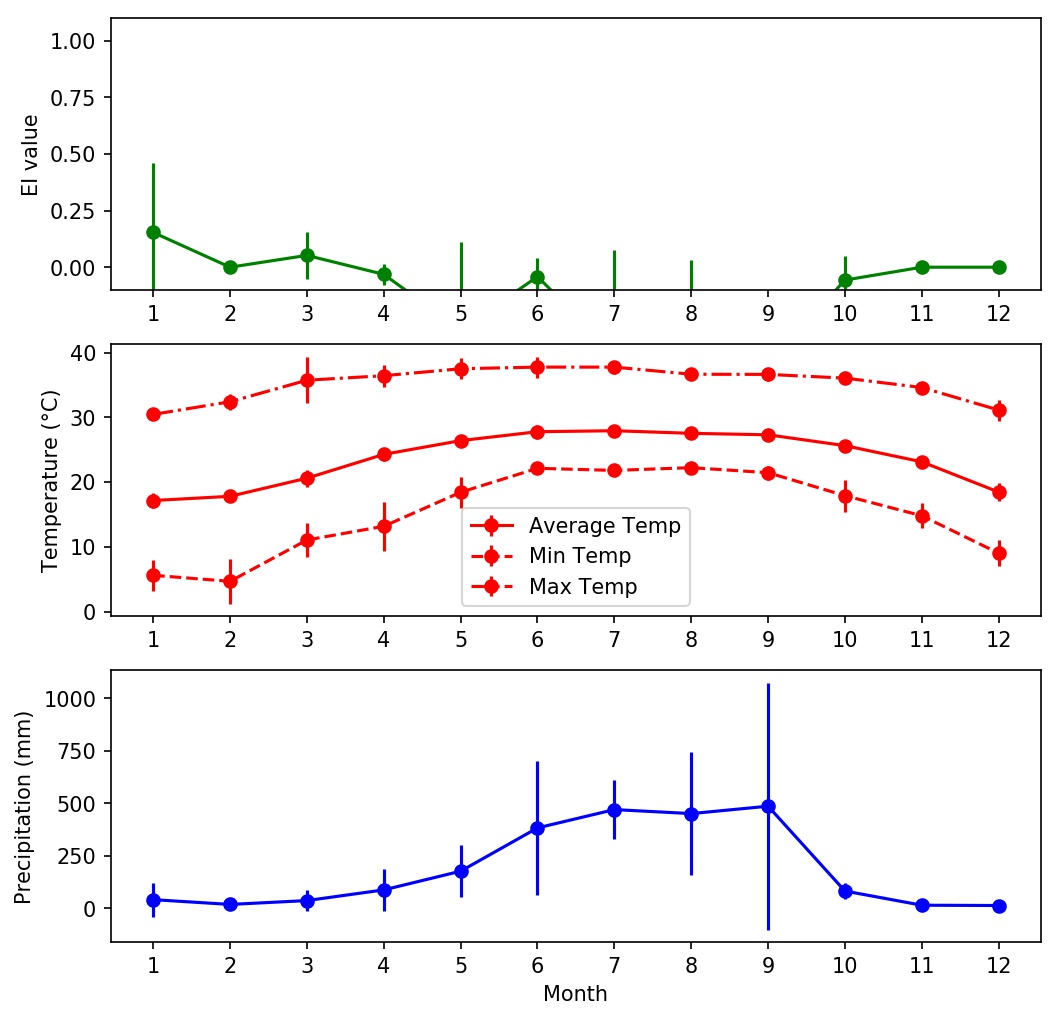 EI value
1.00
0.75
0.50
0.25
0.00
1 2 3 4 5 6 7 8 9 10 11 12
Temperature (°C)
40
30
20
10
0
Average Temp
Min Temp
Max Temp
1 2 3 4 5 6 7 8 9 10 11 12
Precipitation (mm)
1000
750
500
250
0
1 2 3 4 5 6 7 8 9 10 11 12
Month